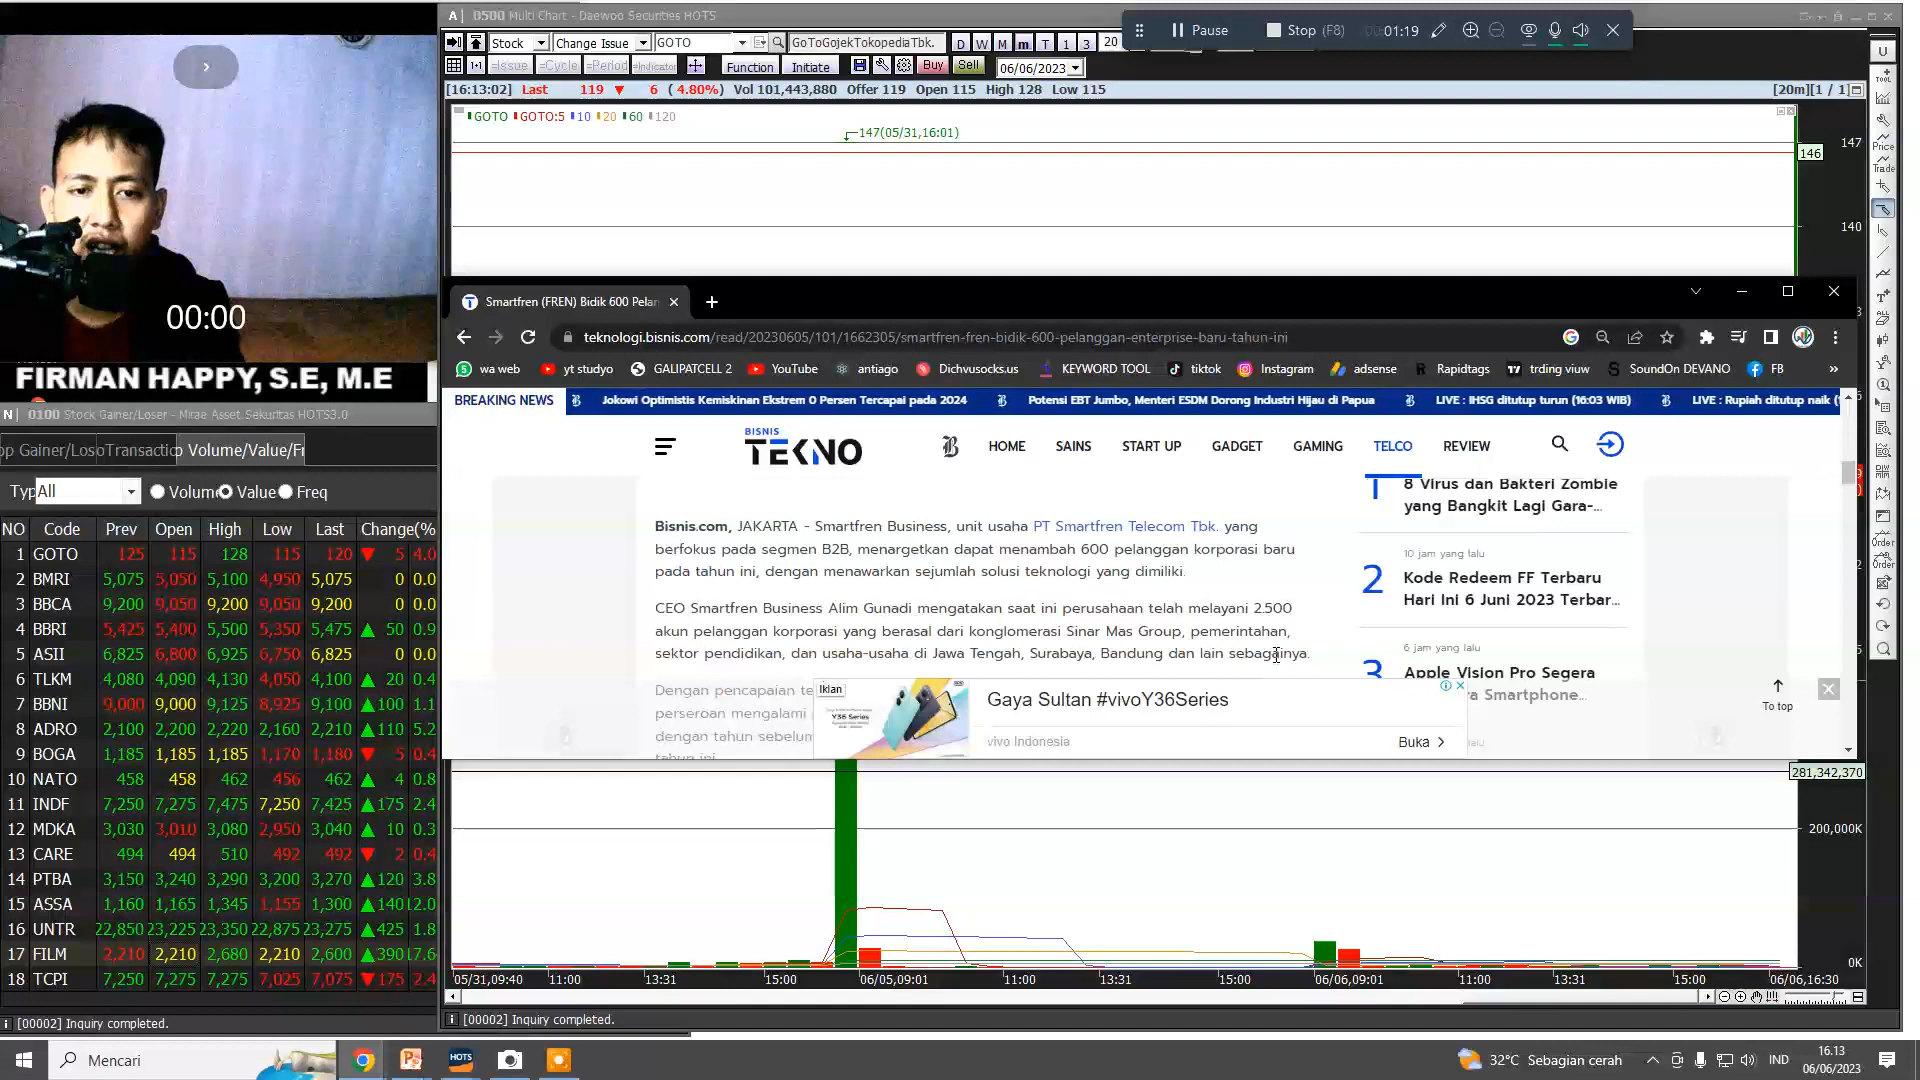 00:00
FIRMAN HAPPY, S.E, M.E
N 0100 Stock Gainer/Loser - Mirae Asset Sekuritas HOTS3.0
op Gainer/Los Transaction Volume/Value/Fr
Typ All Volume Value Freq
NO Code Prev Open High Low Last Change(%
1 GOTO 125 115 128 115 120 ▼ 5 4.0
2 BMRI 5,075 5,050 5,100 4,950 5,075 0 0.0
3 BBCA 9,200 9,050 9,200 9,050 9,200 0 0.0
4 BBRI 5,425 5,400 5,500 5,350 5,475 ▲ 50 0.9
5 ASII 6,825 6,800 6,925 6,750 6,825 0 0.0
6 TLKM 4,080 4,090 4,130 4,050 4,100 ▲ 20 0.4
7 BBNI 9,000 9,000 9,125 8,925 9,100 ▲100 1.1
8 ADRO 2,100 2,200 2,220 2,160 2,210 ▲110 5.2
9 BOGA 1,185 1,185 1,185 1,170 1,180 ▼ 5 0.4
10 NATO 458 458 462 456 462 ▲ 4 0.8
11 INDF 7,250 7,275 7,475 7,250 7,425 ▲175 2.4
12 MDKA 3,030 3,010 3,080 2,950 3,040 ▲ 10 0.3
13 CARE 494 494 510 492 492 ▼ 2 0.4
14 PTBA 3,150 3,240 3,290 3,200 3,270 ▲120 3.8
15 ASSA 1,160 1,165 1,345 1,155 1,300 ▲140 12.0
16 UNTR 22,850 23,225 23,350 22,875 23,275 ▲425 1.8
17 FILM 2,210 2,210 2,680 2,210 2,600 ▲390 17.6
18 TCPI 7,250 7,275 7,275 7,025 7,075 ▼175 2.4
[00002] Inquiry completed.
A 0500 Multi Chart - Daewoo Securities HOTS
Pause Stop (F8) 00:01:19
Stock Change Issue GOTO GoToGojekTokopediaTbk. D W M m T 1 3 20
=Issue =Cycle =Period =Indicator Function Initiate Buy Sell 06/06/2023
[16:13:02] Last 119 ▼ 6 ( 4.80%) Vol 101,443,880 Offer 119 Open 115 High 128 Low 115 [20m][1 / 1]
GOTO GOTO:5 10 20 60 120
147(05/31,16:01)
147
146
140
U
TOOL
Price
Trade
Order
Order
Smartfren (FREN) Bidik 600 Pelan
teknologi.bisnis.com/read/20230605/101/1662305/smartfren-fren-bidik-600-pelanggan-enterprise-baru-tahun-ini
wa web yt studyo GALIPATCELL 2 YouTube antiago Dichvusocks.us KEYWORD TOOL tiktok Instagram adsense Rapidtags trding viuw SoundOn DEVANO FB »
BREAKING NEWS Jokowi Optimistis Kemiskinan Ekstrem 0 Persen Tercapai pada 2024 Potensi EBT Jumbo, Menteri ESDM Dorong Industri Hijau di Papua LIVE : IHSG ditutup turun (16:03 WIB) LIVE : Rupiah ditutup naik (
BISNIS
TEKNO HOME SAINS START UP GADGET GAMING TELCO REVIEW
Bisnis.com, JAKARTA - Smartfren Business, unit usaha PT Smartfren Telecom Tbk. yang
berfokus pada segmen B2B, menargetkan dapat menambah 600 pelanggan korporasi baru
pada tahun ini, dengan menawarkan sejumlah solusi teknologi yang dimiliki.
CEO Smartfren Business Alim Gunadi mengatakan saat ini perusahaan telah melayani 2.500
akun pelanggan korporasi yang berasal dari konglomerasi Sinar Mas Group, pemerintahan,
sektor pendidikan, dan usaha-usaha di Jawa Tengah, Surabaya, Bandung dan lain sebagainya.
Dengan pencapaian te
perseroan mengalami
dengan tahun sebelum
1 8 Virus dan Bakteri Zombie
yang Bangkit Lagi Gara-...
10 jam yang lalu
2 Kode Redeem FF Terbaru
Hari Ini 6 Juni 2023 Terbar...
6 jam yang lalu
3 Apple Vision Pro Segera
a Smartphone...
lalu
To top
Iklan
Y36 Series
Gaya Sultan #vivoY36Series
vivo Indonesia
Buka
281,342,370
200,000K
0K
05/31,09:40 11:00 13:31 15:00 06/05,09:01 11:00 13:31 15:00 06/06,09:01 11:00 13:31 15:00 06/06,16:30
[00002] Inquiry completed.
Mencari
HOTS
32°C Sebagian cerah IND
16.13
06/06/2023